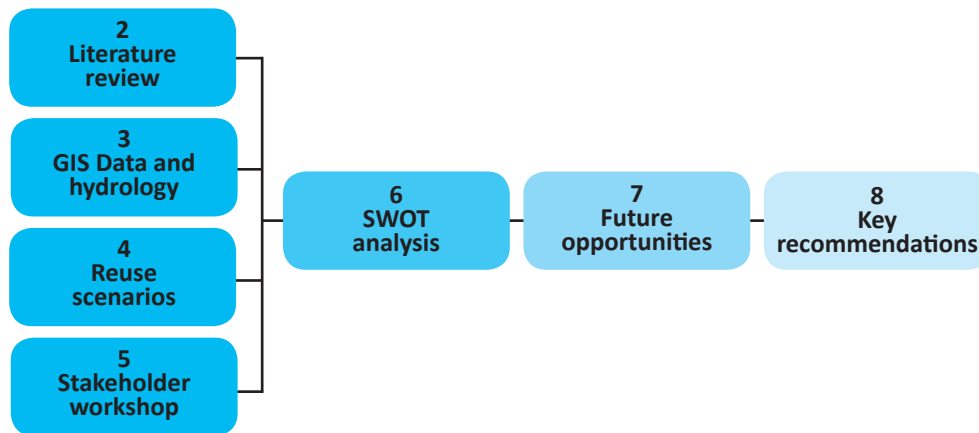 2
Literature
review
3
GIS Data and
hydrology
4
Reuse
scenarios
5
Stakeholder
workshop
6
SWOT
analysis
7
Future
opportunities
8
Key
recommendations